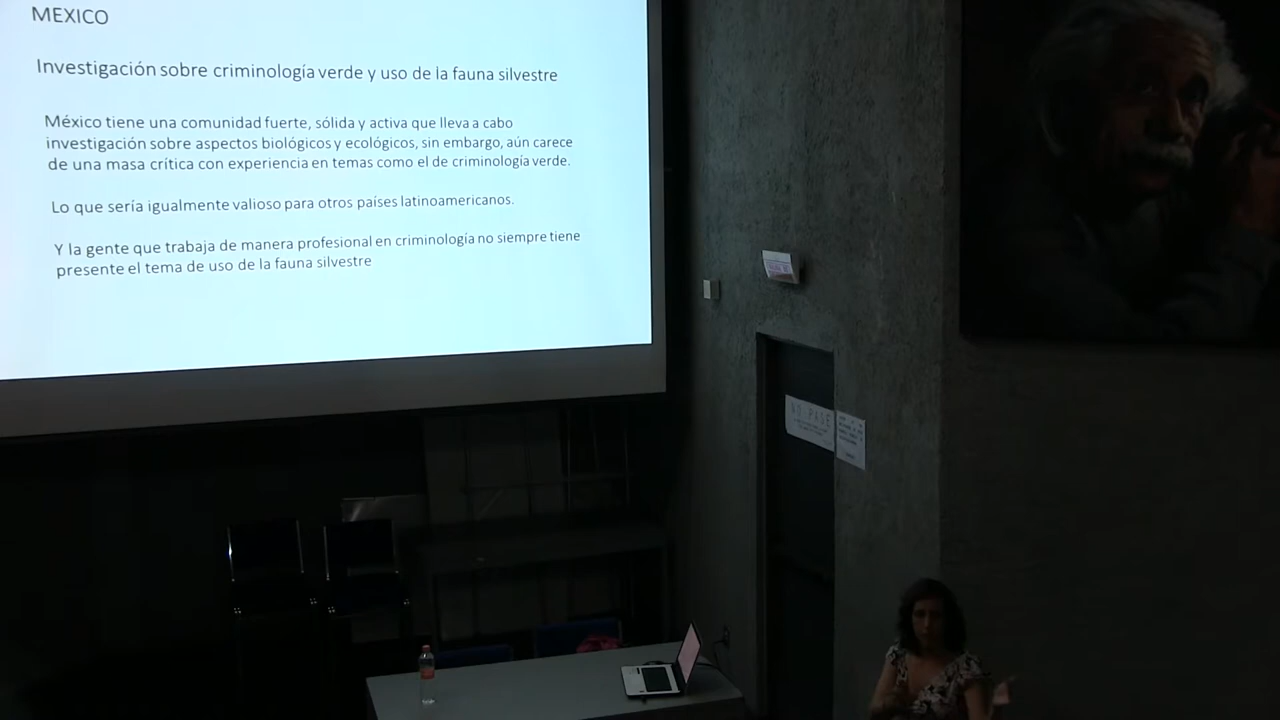 MEXICO
Investigación sobre criminología verde y uso de la fauna silvestre
México tiene una comunidad fuerte, sólida y activa que lleva a cabo
investigación sobre aspectos biológicos y ecológicos, sin embargo, aún carece
de una masa crítica con experiencia en temas como el de criminología verde.
Lo que sería igualmente valioso para otros países latinoamericanos.
Y la gente que trabaja de manera profesional en criminología no siempre tiene
presente el tema de uso de la fauna silvestre
NO PASE